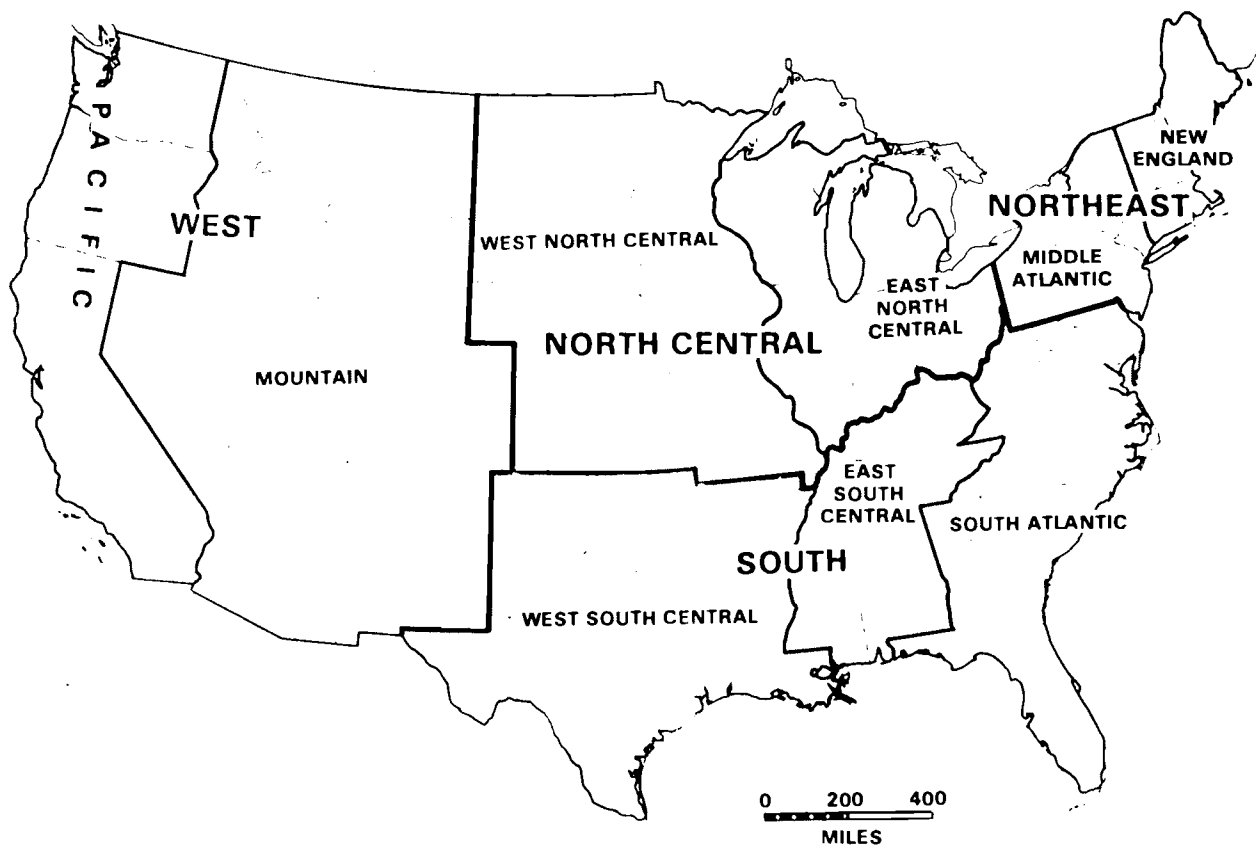 PACIFIC
WEST
MOUNTAIN
WEST NORTH CENTRAL
NORTH CENTRAL
EAST
NORTH
CENTRAL
NORTHEAST
NEW
ENGLAND
MIDDLE
ATLANTIC
EAST
SOUTH
CENTRAL
SOUTH ATLANTIC
SOUTH
WEST SOUTH CENTRAL
0 200 400
MILES